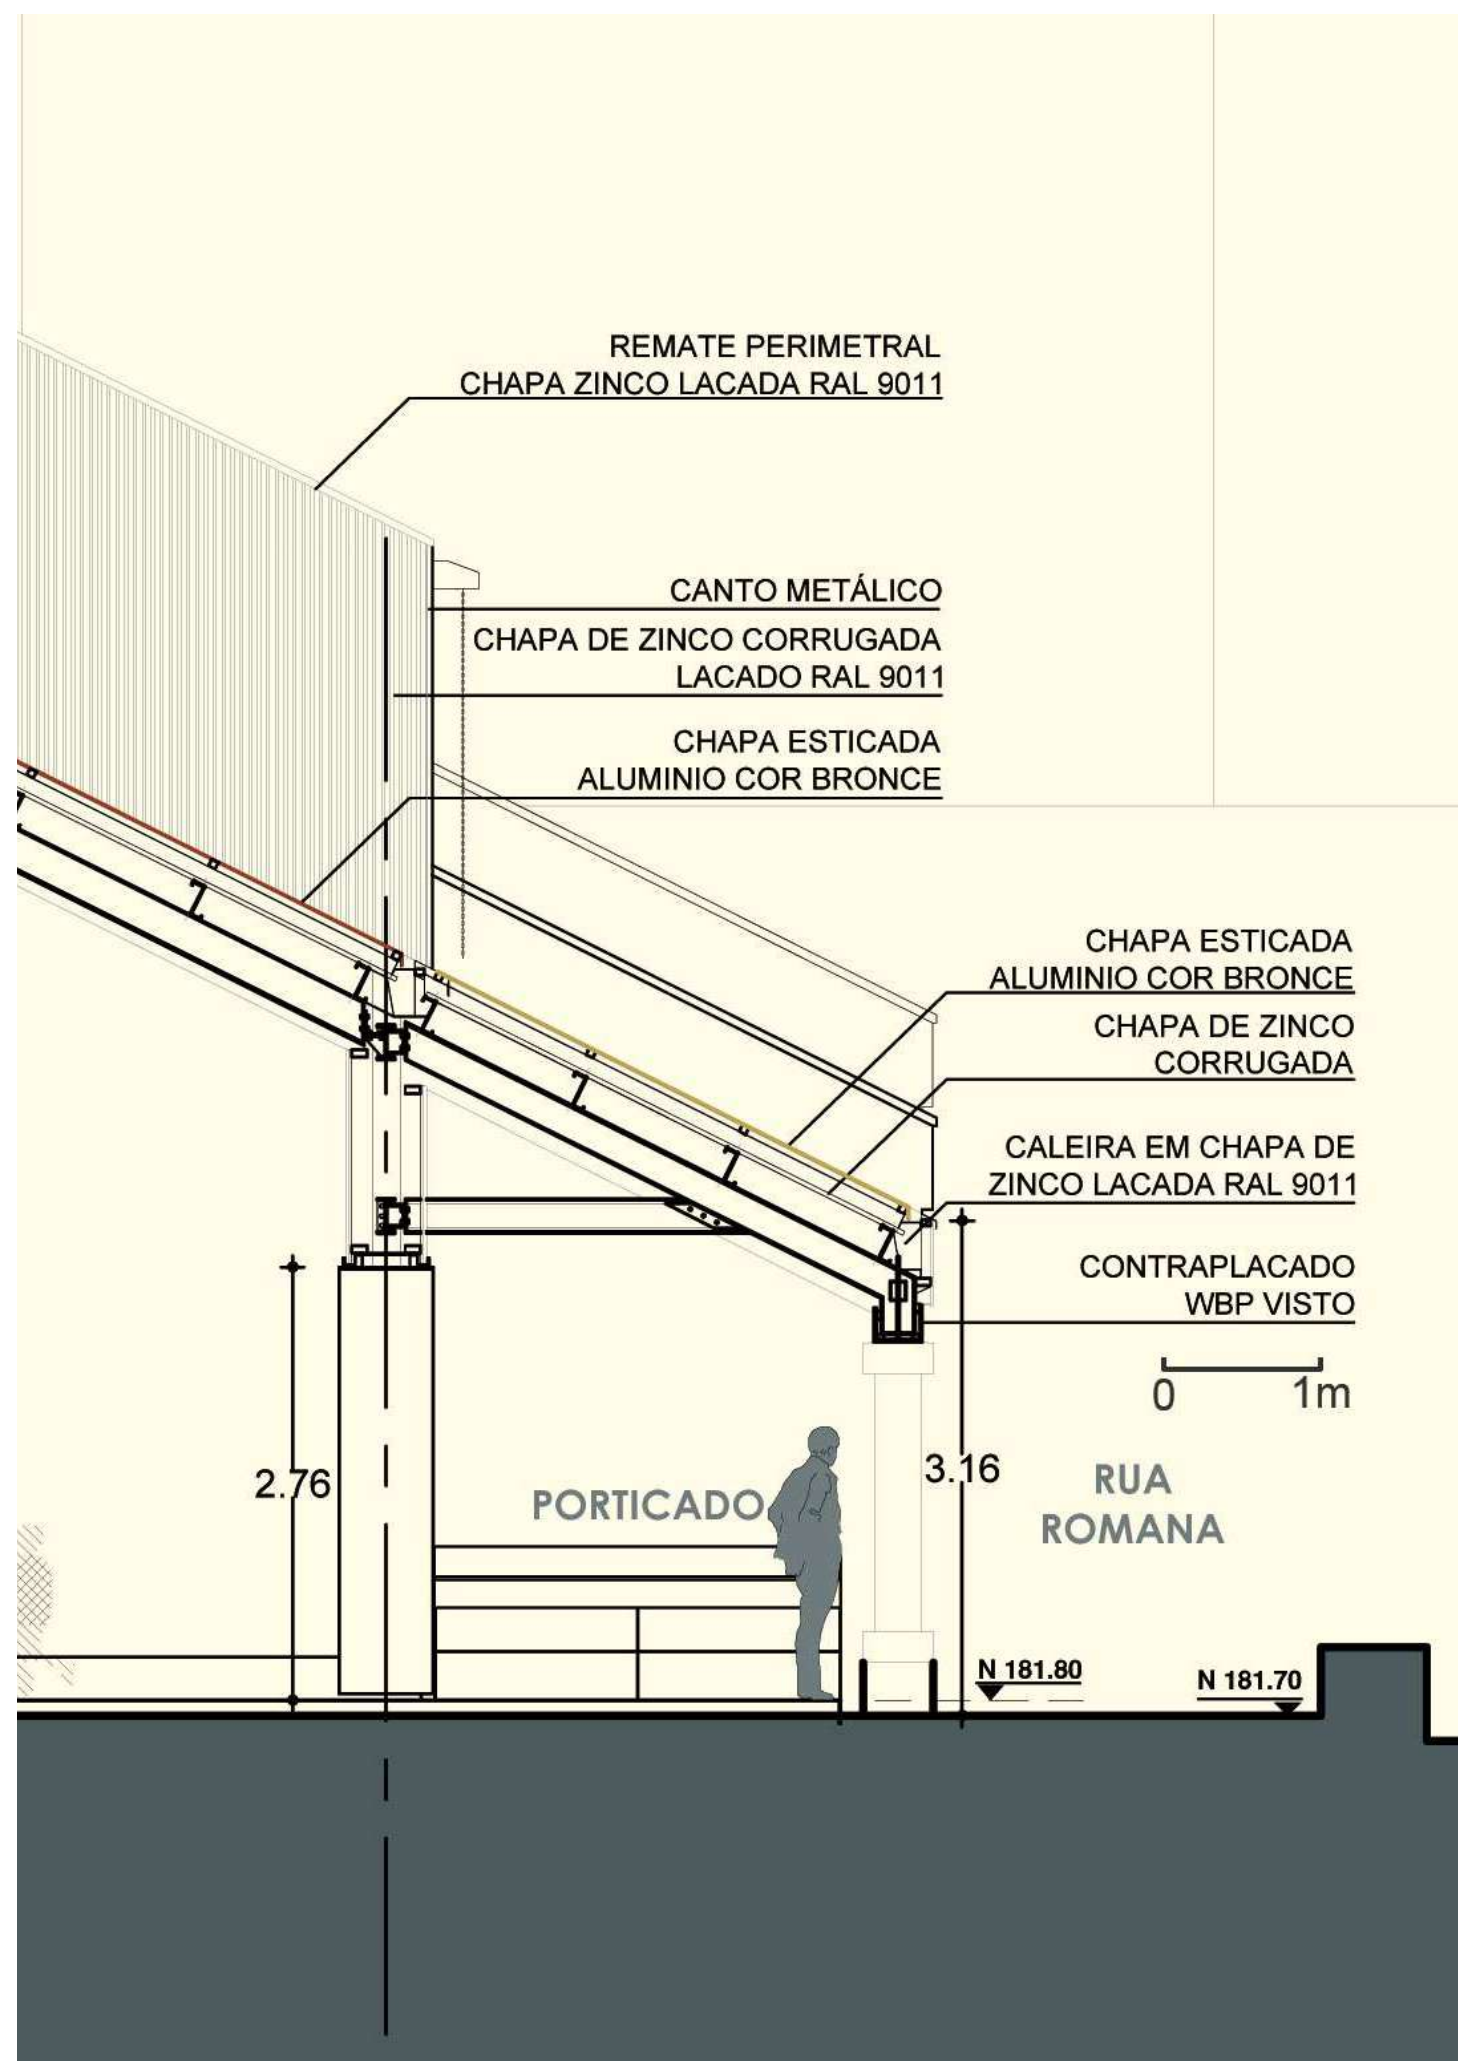 REMATE PERIMETRAL
CHAPA ZINCO LACADA RAL 9011
CANTO METÁLICO
CHAPA DE ZINCO CORRUGADA
LACADO RAL 9011
CHAPA ESTICADA
ALUMINIO COR BRONCE
CHAPA ESTICADA
ALUMINIO COR BRONCE
CHAPA DE ZINCO
CORRUGADA
CALEIRA EM CHAPA DE
ZINCO LACADA RAL 9011
CONTRAPLACADO
WBP VISTO
0 1m
2.76
PORTICADO
3.16
RUA
ROMANA
N 181.80
N 181.70